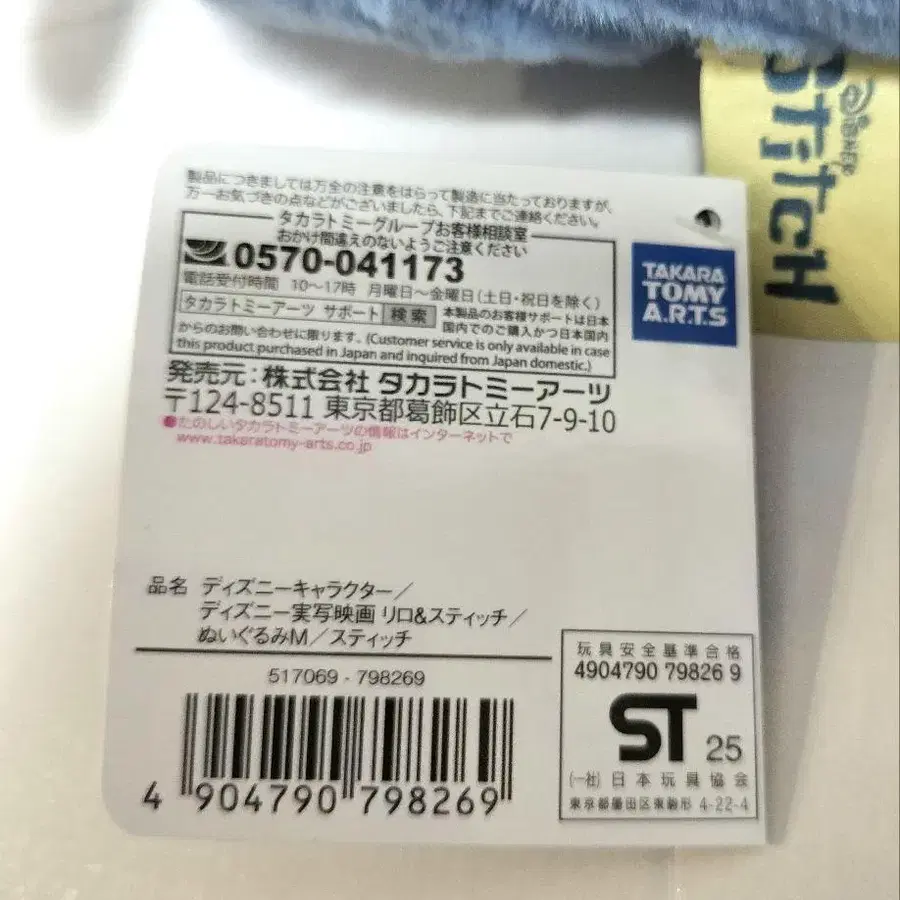 製品につきましては万全の注意をはらって製造に当たっておりますが、
万一お気づきの点などがございましたら、下記までご連絡ください。
タカラトミーグループお客様相談室
おかけ間違えのないようご注意ください
0570-041173
電話受付時間 10〜17時 月曜日〜金曜日(土日・祝日を除く)
タカラトミーアーツ サポート 検索
本製品のお客様サポートは日本
国内でのご購入かつ日本国内
からのお問い合わせに限ります。(Customer service is only available in case
this product purchased in Japan and inquired from Japan domestic.)
発売元:株式会社 タカラトミーアーツ
〒124-8511 東京都葛飾区立石7-9-10
●たのしいタカラトミーアーツの情報はインターネットで
www.takaratomy-arts.co.jp
TAKARA
TOMY
A.R.T.S
Disney
Stitch
品名 ディズニーキャラクター/
ディズニー実写映画 リロ&スティッチ/
ぬいぐるみM/スティッチ
517069 - 798269
4 904790 798269
玩具安全基準合格
4904790 79826 9
ST 25
(一社)日本玩具協会
東京都墨田区東駒形 4-22-4